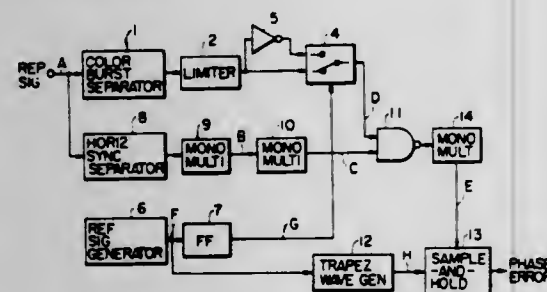 1
COLOR
BURST
SEPARATOR
2
LIMITER
5
4
REP
SIG
A
D
11
14
MONO
MULT
8
HORIZ
SYNC
SEPARATOR
9
MONO
MULTI
B
10
MONO
MULTI
C
E
6
REF
SIG
GENERATOR
F
7
FF
G
12
TRAPEZ
WAVE GEN
H
13
SAMPLE
-AND-
HOLD
PHASE
ERROR